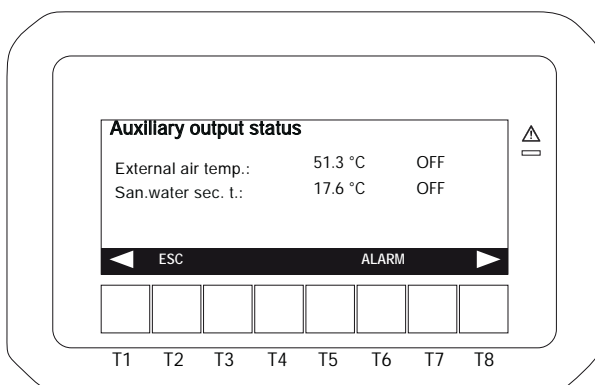 Auxiliary output status
External air temp.: 51.3 °C OFF
San.water sec. t.: 17.6 °C OFF
ESC ALARM
T1 T2 T3 T4 T5 T6 T7 T8